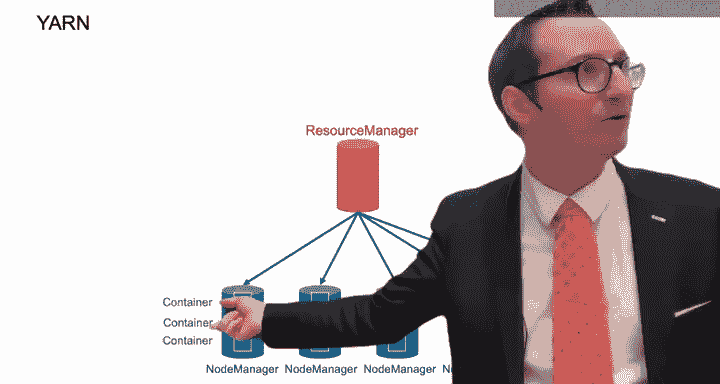 YARN
ResourceManager
Container
Container
Container
NodeManager NodeManager NodeManager